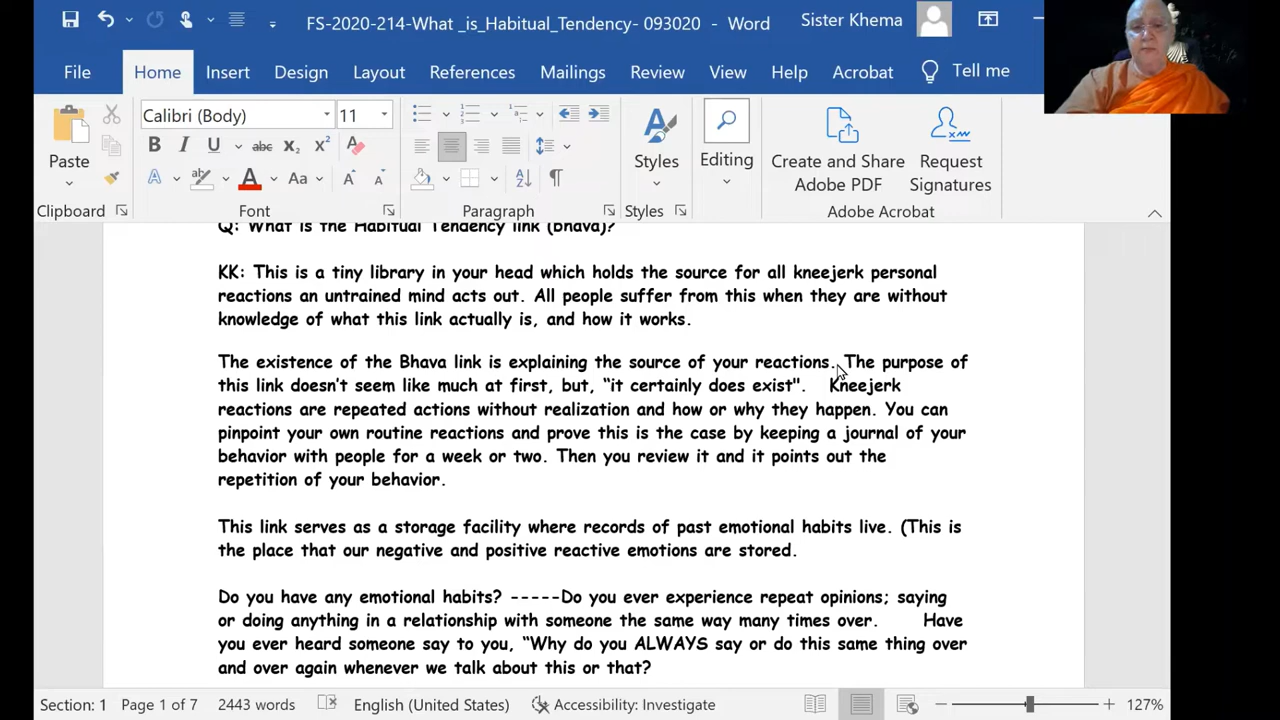 FS-2020-214-What _is_Habitual_Tendency- 093020 - Word
Sister Khema
File Home Insert Design Layout References Mailings Review View Help Acrobat Tell me
Calibri (Body) 11
Paste
B I U abc x₂ x²
A ab A Aa A A
Styles
Editing
Create and Share Adobe PDF
Request Signatures
Clipboard Font Paragraph Styles Adobe Acrobat
Q: What is the Habitual Tendency link (bhava)?
KK: This is a tiny library in your head which holds the source for all kneejerk personal
reactions an untrained mind acts out. All people suffer from this when they are without
knowledge of what this link actually is, and how it works.
The existence of the Bhava link is explaining the source of your reactions. The purpose of
this link doesn't seem like much at first, but, "it certainly does exist". Kneejerk
reactions are repeated actions without realization and how or why they happen. You can
pinpoint your own routine reactions and prove this is the case by keeping a journal of your
behavior with people for a week or two. Then you review it and it points out the
repetition of your behavior.
This link serves as a storage facility where records of past emotional habits live. (This is
the place that our negative and positive reactive emotions are stored.
Do you have any emotional habits? -----Do you ever experience repeat opinions; saying
or doing anything in a relationship with someone the same way many times over. Have
you ever heard someone say to you, "Why do you ALWAYS say or do this same thing over
and over again whenever we talk about this or that?
Section: 1 Page 1 of 7 2443 words English (United States) Accessibility: Investigate 127%